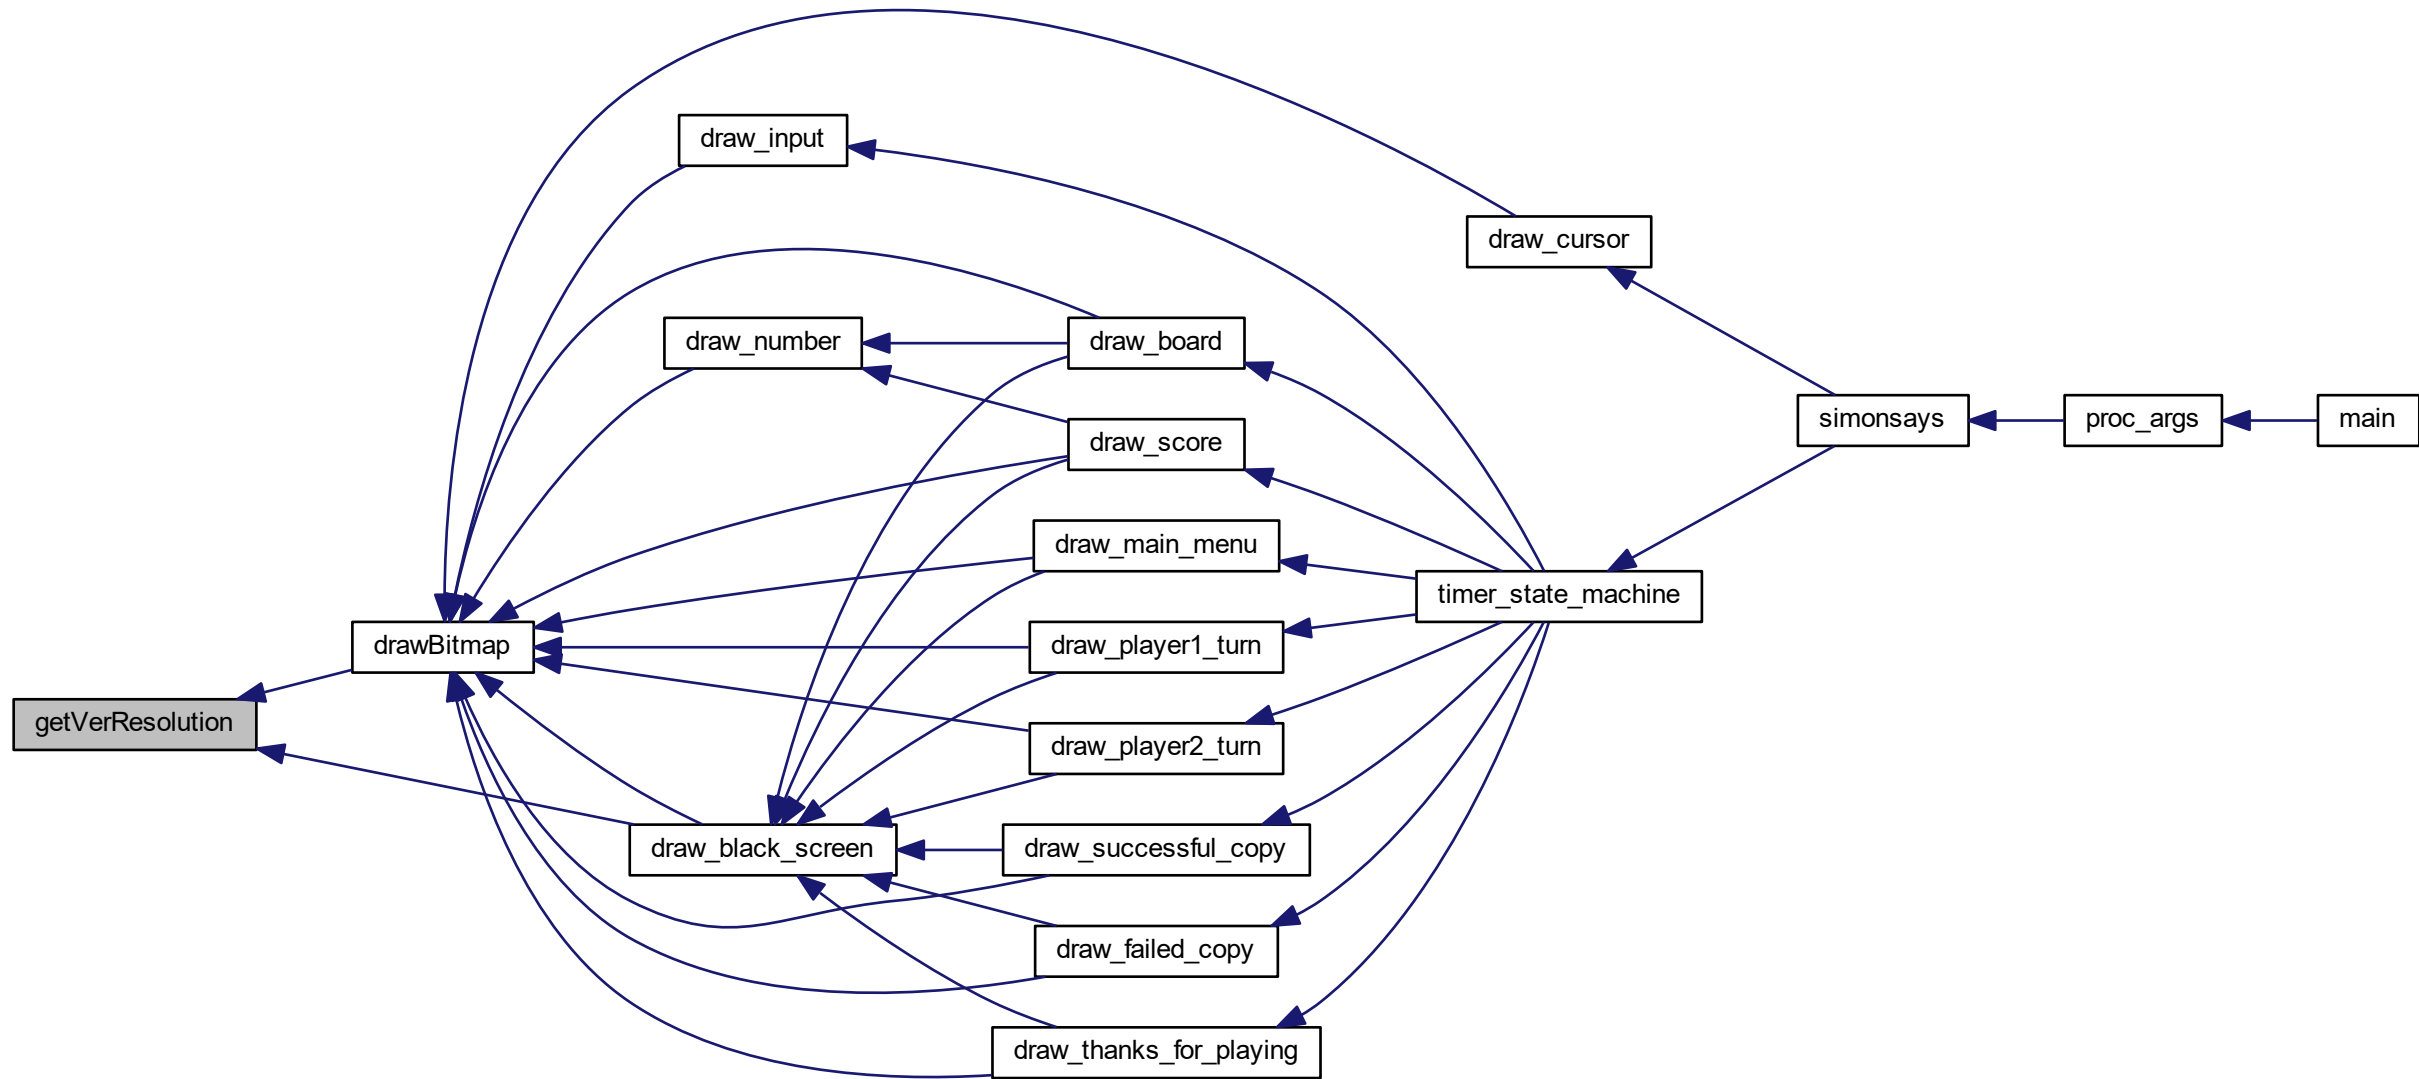 draw_input
draw_cursor
draw_number
draw_board
simonsays
proc_args
main
draw_score
draw_main_menu
timer_state_machine
drawBitmap
draw_player1_turn
getVerResolution
draw_player2_turn
draw_black_screen
draw_successful_copy
draw_failed_copy
draw_thanks_for_playing